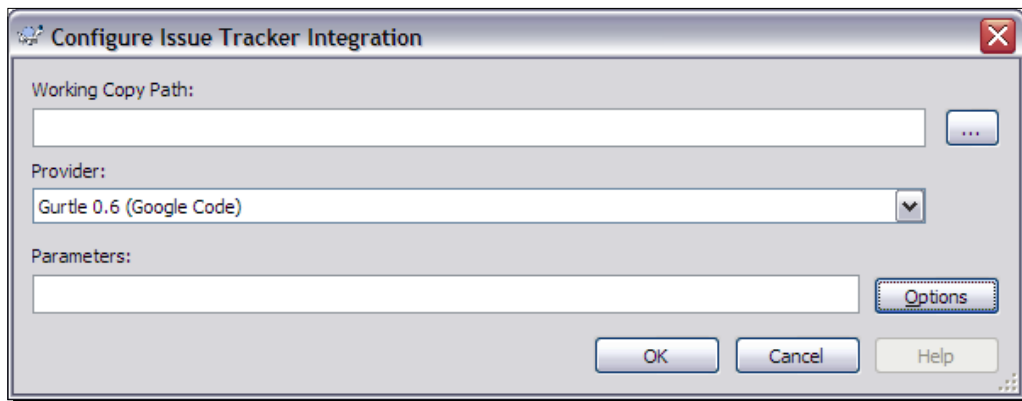 Configure Issue Tracker Integration
Working Copy Path:
...
Provider:
Gurtle 0.6 (Google Code)
Parameters:
Options
OK Cancel Help